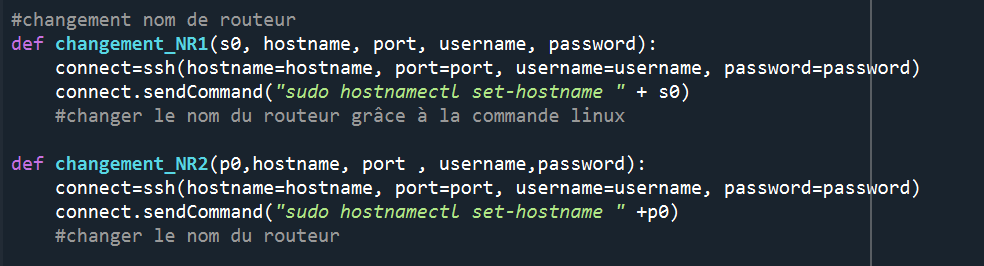 #changement nom de routeur
def changement_NR1(s0, hostname, port, username, password):
connect=ssh(hostname=hostname, port=port, username=username, password=password)
connect.sendCommand("sudo hostnamectl set-hostname " + s0)
#changer le nom du routeur grâce à la commande linux
def changement_NR2(p0,hostname, port , username,password):
connect=ssh(hostname=hostname, port=port, username=username, password=password)
connect.sendCommand("sudo hostnamectl set-hostname " +p0)
#changer le nom du routeur